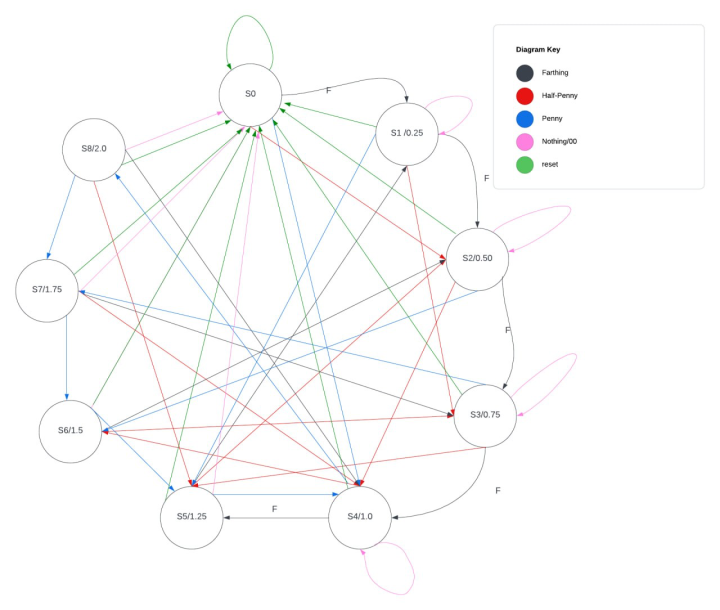 S0
F
S1 /0.25
F
S8/2.0
S2/0.50
S7/1.75
F
S3/0.75
S6/1.5
F
S5/1.25
F
S4/1.0
Diagram Key
Farthing
Half-Penny
Penny
Nothing/00
reset